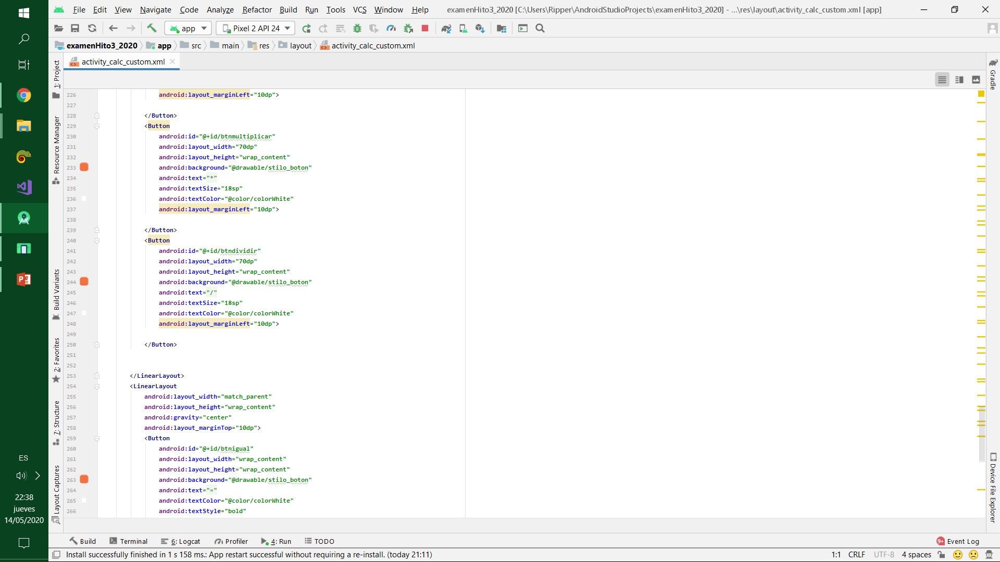 File Edit View Navigate Code Analyze Refactor Build Run Tools VCS Window Help examenHito3_2020 [C:\Users\Ripper\AndroidStudioProjects\examenHito3_2020] - ...\res\layout\activity_calc_custom.xml [app]
app Pixel 2 API 24
examenHito3_2020 app src main res layout activity_calc_custom.xml
activity_calc_custom.xml
1: Project
Resource Manager
Build Variants
2: Favorites
7: Structure
Layout Captures
226 android:layout_marginLeft="10dp">
227
228 </Button>
229 <Button
230 android:id="@+id/btnmultiplicar"
231 android:layout_width="70dp"
232 android:layout_height="wrap_content"
233 android:background="@drawable/stilo_boton"
234 android:text="*"
235 android:textSize="18sp"
236 android:textColor="@color/colorWhite"
237 android:layout_marginLeft="10dp">
238
239 </Button>
240 <Button
241 android:id="@+id/btndividir"
242 android:layout_width="70dp"
243 android:layout_height="wrap_content"
244 android:background="@drawable/stilo_boton"
245 android:text="/"
246 android:textSize="18sp"
247 android:textColor="@color/colorWhite"
248 android:layout_marginLeft="10dp">
249
250 </Button>
251
252
253 </LinearLayout>
254 <LinearLayout
255 android:layout_width="match_parent"
256 android:layout_height="wrap_content"
257 android:gravity="center"
258 android:layout_marginTop="10dp">
259 <Button
260 android:id="@+id/btnigual"
261 android:layout_width="wrap_content"
262 android:layout_height="wrap_content"
263 android:background="@drawable/stilo_boton"
264 android:text="="
265 android:textColor="@color/colorWhite"
266 android:textStyle="bold"
Gradle
Device File Explorer
Build Terminal 6: Logcat Profiler 4: Run TODO 9+ Event Log
Install successfully finished in 1 s 158 ms.: App restart successful without requiring a re-install. (today 21:11) 1:1 CRLF UTF-8 4 spaces
ES
22:38
jueves
14/05/2020